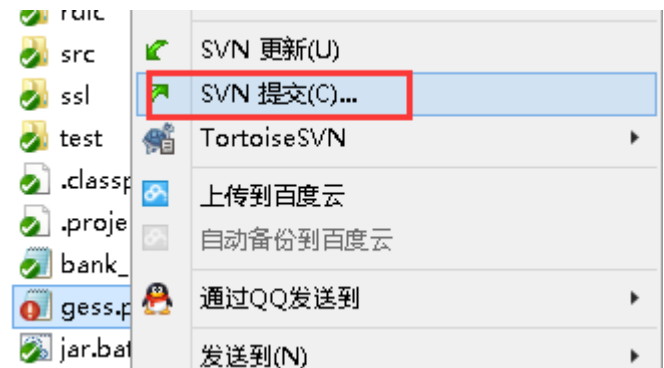 src
SVN 更新(U)
ssl
SVN 提交(C)...
test
TortoiseSVN
.classp
上传到百度云
.proje
自动备份到百度云
bank_
gess.p
通过QQ发送到
jar.bat
发送到(N)